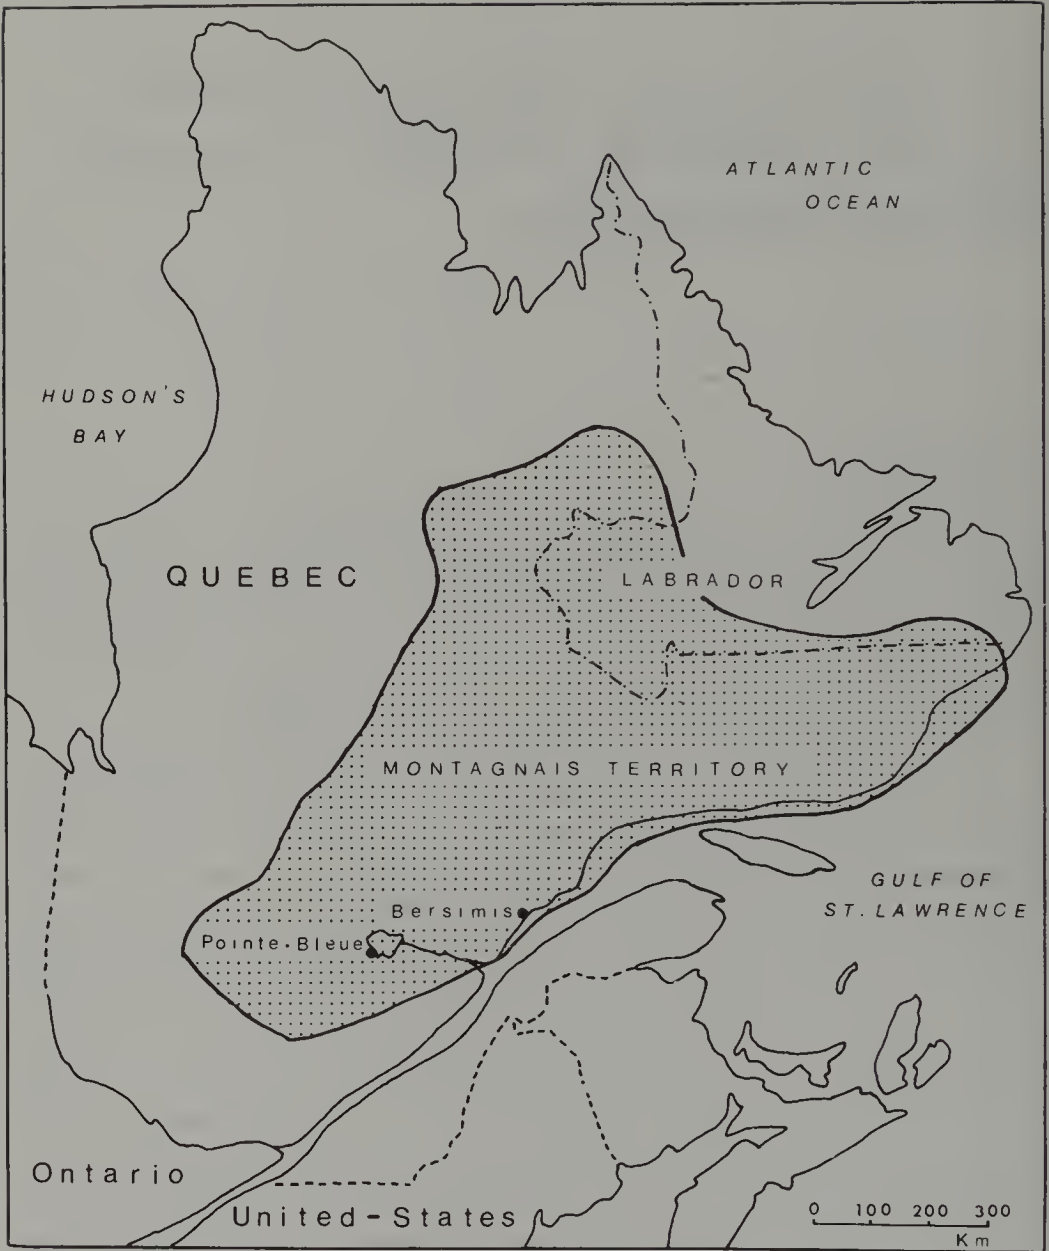 ATLANTIC
OCEAN
HUDSON'S
BAY
QUEBEC
LABRADOR
MONTAGNAIS TERRITORY
GULF OF
ST. LAWRENCE
Bersimis
Pointe-Bleue
Ontario
United-States
0 100 200 300
Km